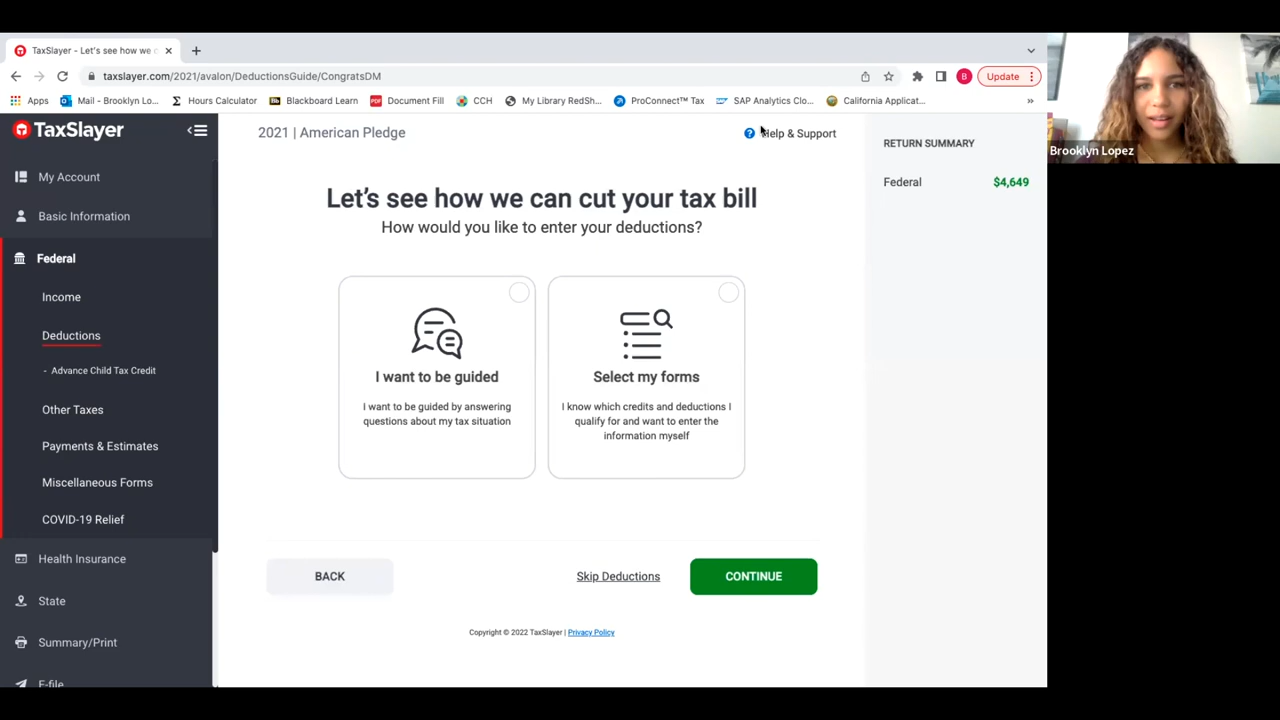 TaxSlayer - Let's see how we c
taxslayer.com/2021/avalon/DeductionsGuide/CongratsDM
B
Update
Apps
Mail - Brooklyn Lo...
Hours Calculator
Blackboard Learn
Document Fill
CCH
My Library RedSh...
ProConnect™ Tax
SAP Analytics Clo...
California Applicat...
Brooklyn Lopez
TaxSlayer
My Account
Basic Information
Federal
Income
Deductions
- Advance Child Tax Credit
Other Taxes
Payments & Estimates
Miscellaneous Forms
COVID-19 Relief
Health Insurance
State
Summary/Print
E-file
2021 | American Pledge
Help & Support
Let's see how we can cut your tax bill
How would you like to enter your deductions?
I want to be guided
I want to be guided by answering
questions about my tax situation
Select my forms
I know which credits and deductions I
qualify for and want to enter the
information myself
BACK
Skip Deductions
CONTINUE
Copyright © 2022 TaxSlayer | Privacy Policy
RETURN SUMMARY
Federal $4,649